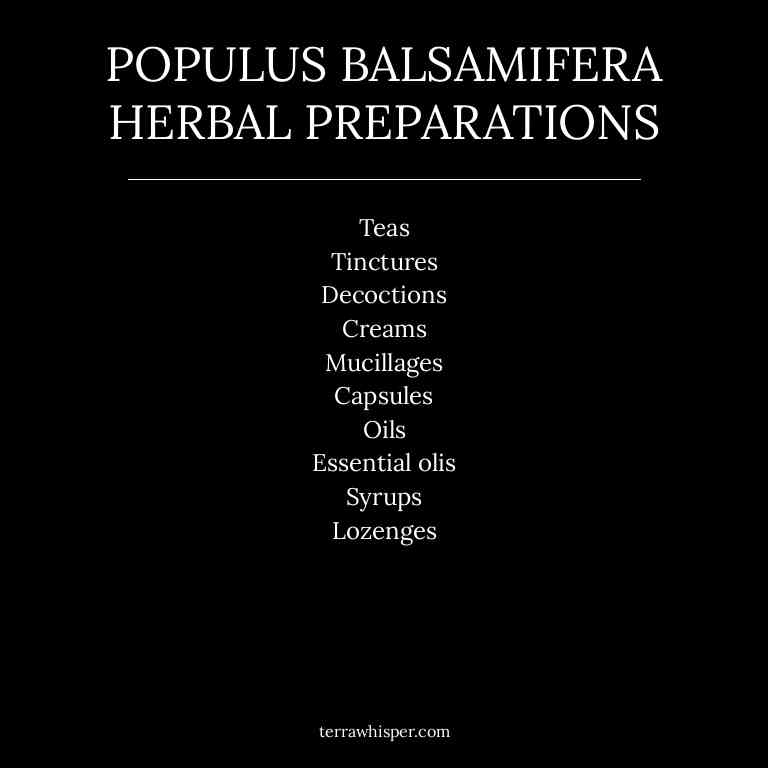 POPULUS BALSAMIFERA
HERBAL PREPARATIONS
Teas
Tinctures
Decoctions
Creams
Mucillages
Capsules
Oils
Essential olis
Syrups
Lozenges
terrawhisper.com